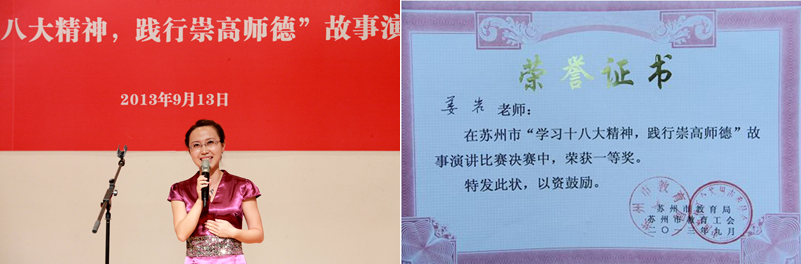 八大精神，践行崇高师德”故事演
2013年9月13日
荣誉证书
姜 老师：
在苏州市“学习十八大精神，践行崇高师德”故
事演讲比赛决赛中，荣获一等奖。
特发此状，以资鼓励。
苏州市教育局
苏州市教育工会
二〇一三年九月